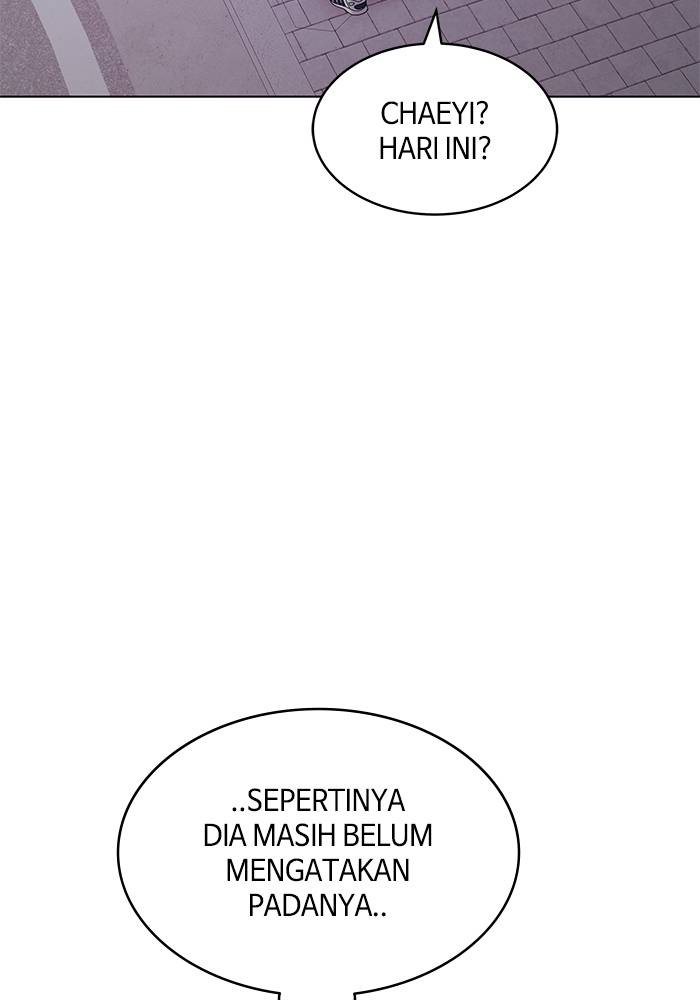 CHAEYI?
HARI INI?
..SEPERTINYA
DIA MASIH BELUM
MENGATAKAN
PADANYA..